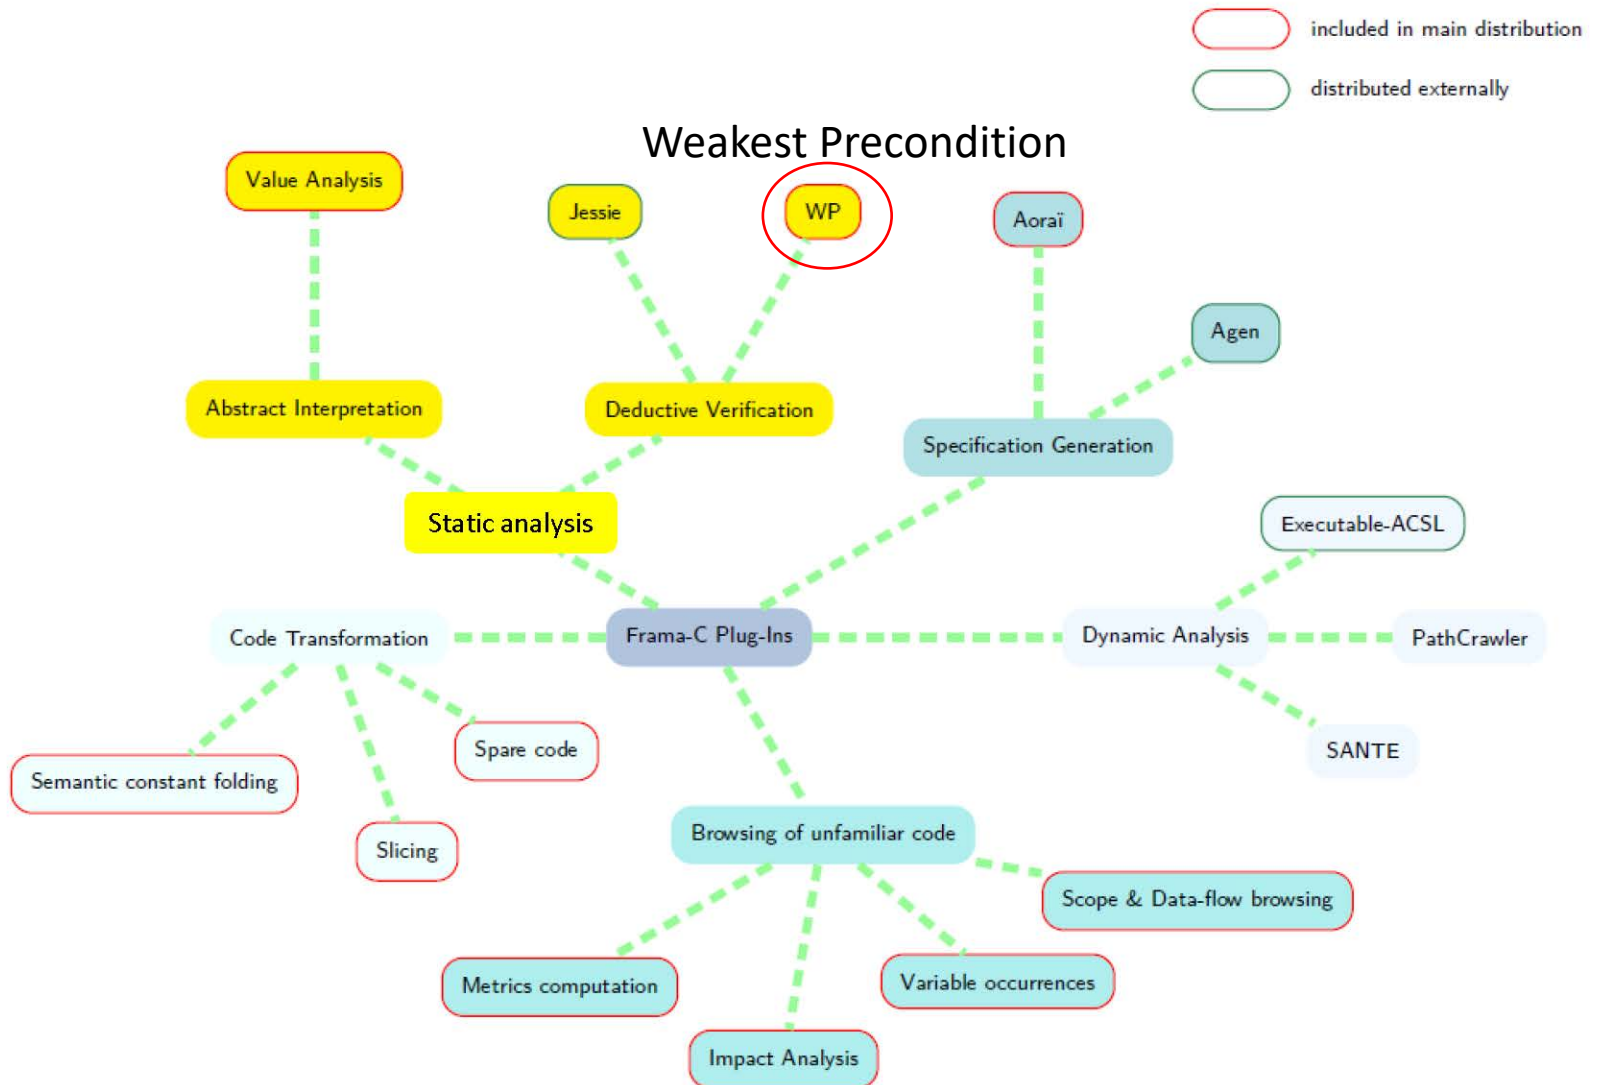 included in main distribution
distributed externally
Weakest Precondition
Value Analysis
Jessie
WP
Aoraï
Agen
Abstract Interpretation
Deductive Verification
Specification Generation
Static analysis
Executable-ACSL
Code Transformation
Frama-C Plug-Ins
Dynamic Analysis
PathCrawler
Spare code
SANTE
Semantic constant folding
Browsing of unfamiliar code
Slicing
Scope & Data-flow browsing
Metrics computation
Variable occurrences
Impact Analysis